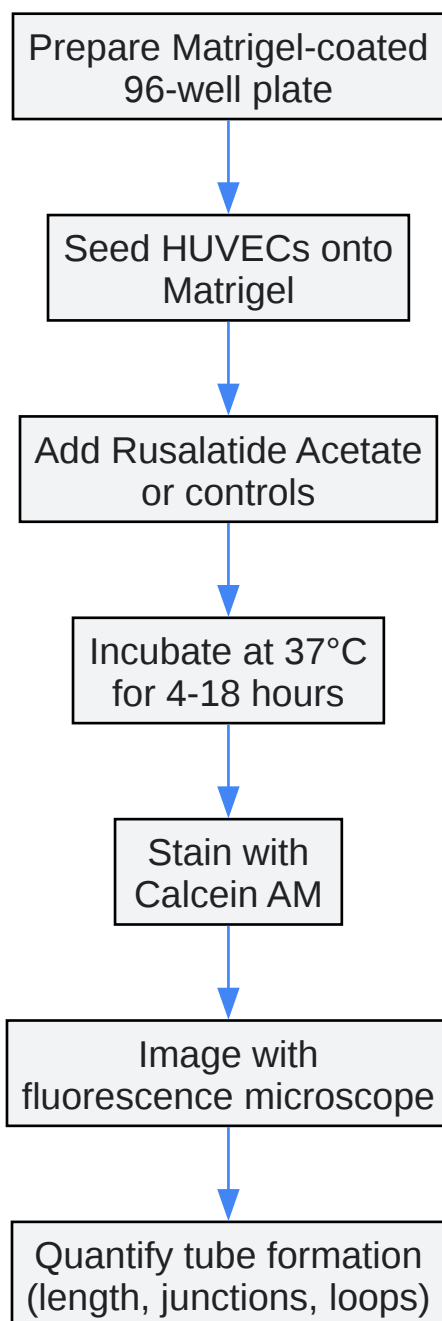 Prepare Matrigel-coated
96-well plate
Seed HUVECs onto
Matrigel
Add Rusalatide Acetate
or controls
Incubate at 37°C
for 4-18 hours
Stain with
Calcein AM
Image with
fluorescence microscope
Quantify tube formation
(length, junctions, loops)